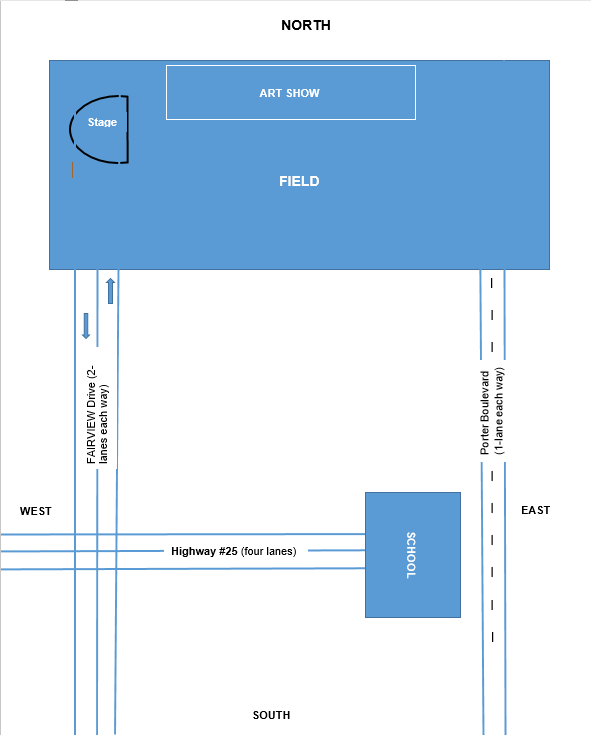 NORTH
ART SHOW
Stage
FIELD
FAIRVIEW Drive (2-
lanes each way)
Porter Boulevard
(1-lane each way)
WEST
EAST
Highway #25 (four lanes)
SCHOOL
SOUTH